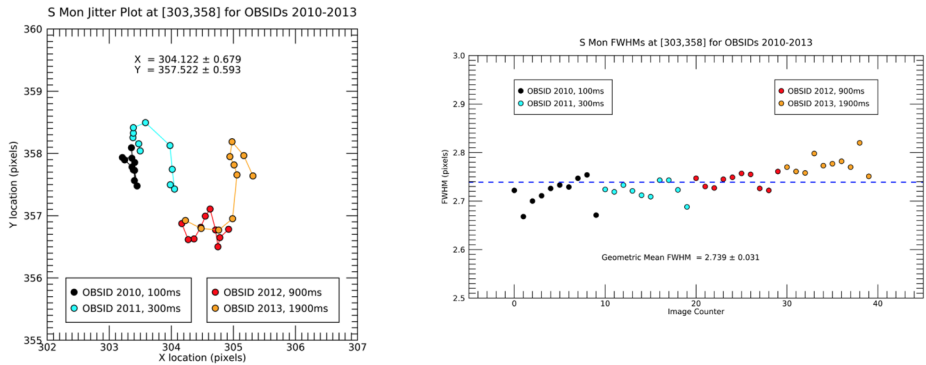 S Mon Jitter Plot at [303,358] for OBSIDs 2010-2013
360
X = 304.122 ± 0.679
Y = 357.522 ± 0.593
359
358
357
356
355
Y location (pixels)
OBSID 2010, 100ms
OBSID 2011, 300ms
OBSID 2012, 900ms
OBSID 2013, 1900ms
302
303
304
305
306
307
X location (pixels)
S Mon FWHMs at [303,358] for OBSIDs 2010-2013
3.0
2.9
2.8
2.7
2.6
2.5
FWHM (pixels)
OBSID 2010, 100ms
OBSID 2011, 300ms
OBSID 2012, 900ms
OBSID 2013, 1900ms
Geometric Mean FWHM = 2.739 ± 0.031
0
10
20
30
40
Image Counter